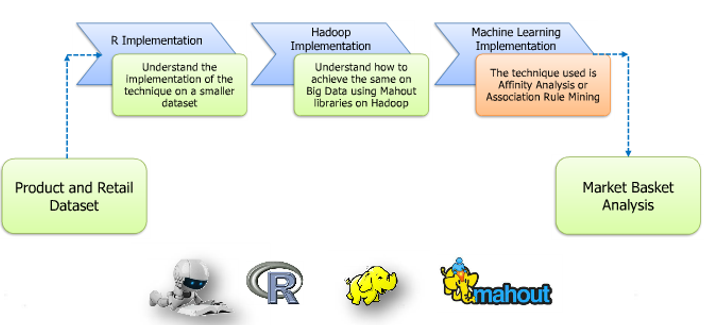 R Implementation
Understand the
implementation of the
technique on a smaller
dataset
Hadoop
Implementation
Understand how to
achieve the same on
Big Data using Mahout
libraries on Hadoop
Machine Learning
Implementation
The technique used is
Affinity Analysis or
Association Rule Mining
Product and Retail
Dataset
Market Basket
Analysis
R
mahout